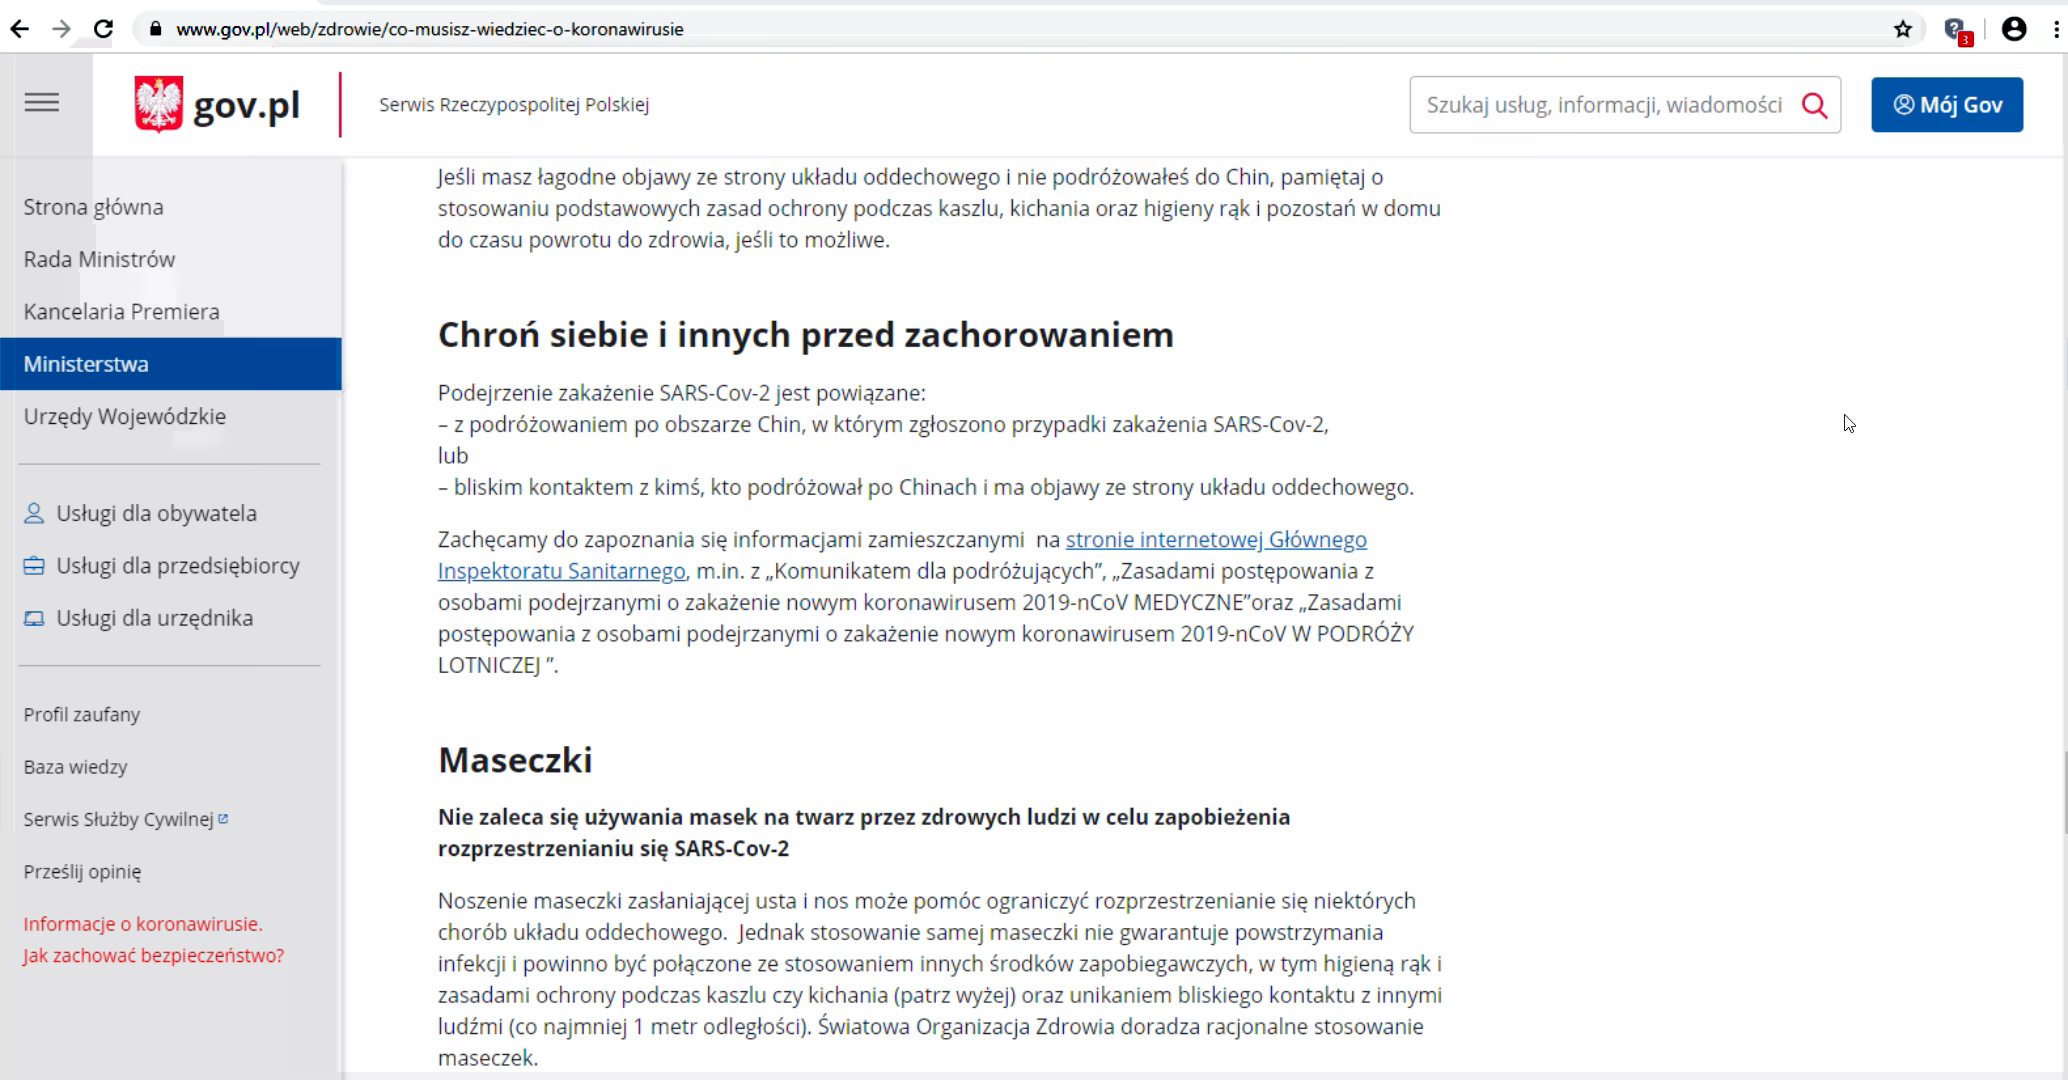 www.gov.pl/web/zdrowie/co-musisz-wiedziec-o-koronawirusie
3
gov.pl
Serwis Rzeczypospolitej Polskiej
Szukaj usług, informacji, wiadomości
Mój Gov
Strona główna
Rada Ministrów
Kancelaria Premiera
Ministerstwa
Urzędy Wojewódzkie
Usługi dla obywatela
Usługi dla przedsiębiorcy
Usługi dla urzędnika
Profil zaufany
Baza wiedzy
Serwis Służby Cywilnej
Prześlij opinię
Informacje o koronawirusie.
Jak zachować bezpieczeństwo?
Jeśli masz łagodne objawy ze strony układu oddechowego i nie podróżowałeś do Chin, pamiętaj o
stosowaniu podstawowych zasad ochrony podczas kaszlu, kichania oraz higieny rąk i pozostań w domu
do czasu powrotu do zdrowia, jeśli to możliwe.
Chroń siebie i innych przed zachorowaniem
Podejrzenie zakażenie SARS-Cov-2 jest powiązane:
– z podróżowaniem po obszarze Chin, w którym zgłoszono przypadki zakażenia SARS-Cov-2,
lub
– bliskim kontaktem z kimś, kto podróżował po Chinach i ma objawy ze strony układu oddechowego.
Zachęcamy do zapoznania się informacjami zamieszczanymi  na stronie internetowej Głównego
Inspektoratu Sanitarnego, m.in. z „Komunikatem dla podróżujących”, „Zasadami postępowania z
osobami podejrzanymi o zakażenie nowym koronawirusem 2019-nCoV MEDYCZNE”oraz „Zasadami
postępowania z osobami podejrzanymi o zakażenie nowym koronawirusem 2019-nCoV W PODRÓŻY
LOTNICZEJ ”.
Maseczki
Nie zaleca się używania masek na twarz przez zdrowych ludzi w celu zapobieżenia
rozprzestrzenianiu się SARS-Cov-2
Noszenie maseczki zasłaniającej usta i nos może pomóc ograniczyć rozprzestrzenianie się niektórych
chorób układu oddechowego.  Jednak stosowanie samej maseczki nie gwarantuje powstrzymania
infekcji i powinno być połączone ze stosowaniem innych środków zapobiegawczych, w tym higieną rąk i
zasadami ochrony podczas kaszlu czy kichania (patrz wyżej) oraz unikaniem bliskiego kontaktu z innymi
ludźmi (co najmniej 1 metr odległości). Światowa Organizacja Zdrowia doradza racjonalne stosowanie
maseczek.